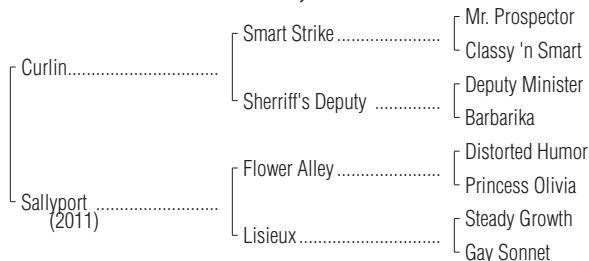 Mr. Prospector
Smart Strike ....................
Classy 'n Smart
Curlin.................................
Deputy Minister
Sherriff's Deputy ..............
Barbarika
Distorted Humor
Flower Alley ....................
Princess Olivia
Sallyport ...........................
(2011)
Steady Growth
Lisieux ............................
Gay Sonnet